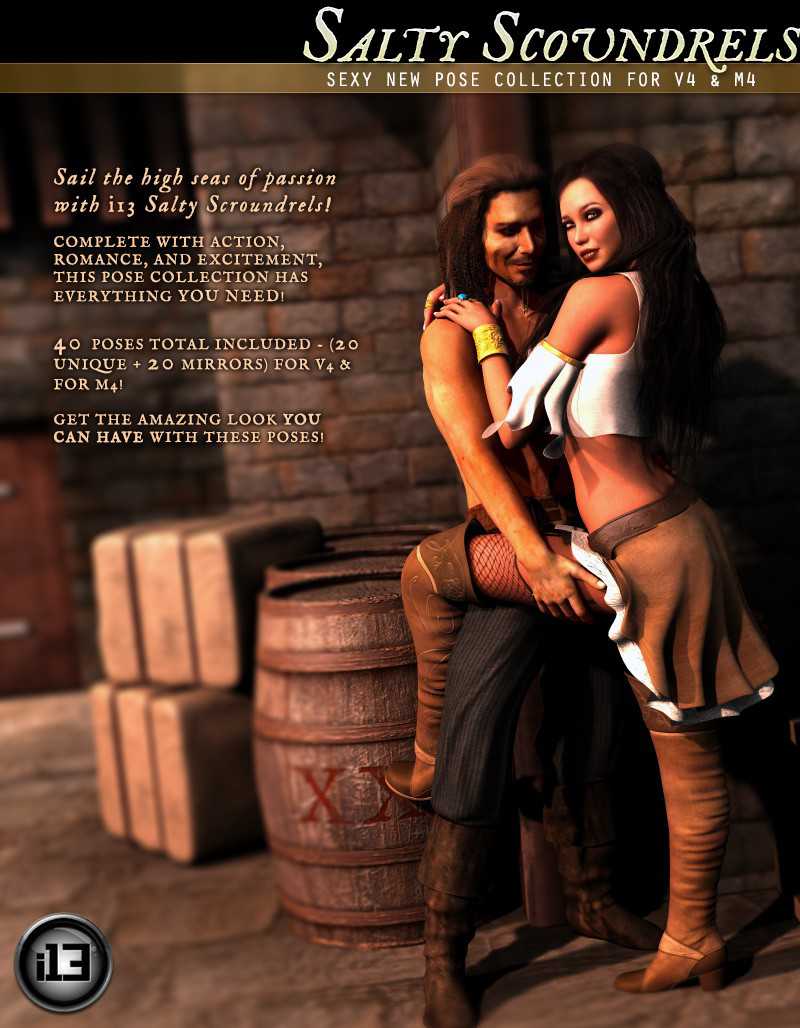 Salty Scoundrels
SEXY NEW POSE COLLECTION FOR V4 & M4
Sail the high seas of passion
with i13 Salty Scroundrels!
COMPLETE WITH ACTION,
ROMANCE, AND EXCITEMENT,
THIS POSE COLLECTION HAS
EVERYTHING YOU NEED!
40 POSES TOTAL INCLUDED - (20
UNIQUE + 20 MIRRORS) FOR V4 &
FOR M4!
GET THE AMAZING LOOK YOU
CAN HAVE WITH THESE POSES!
XX
i13